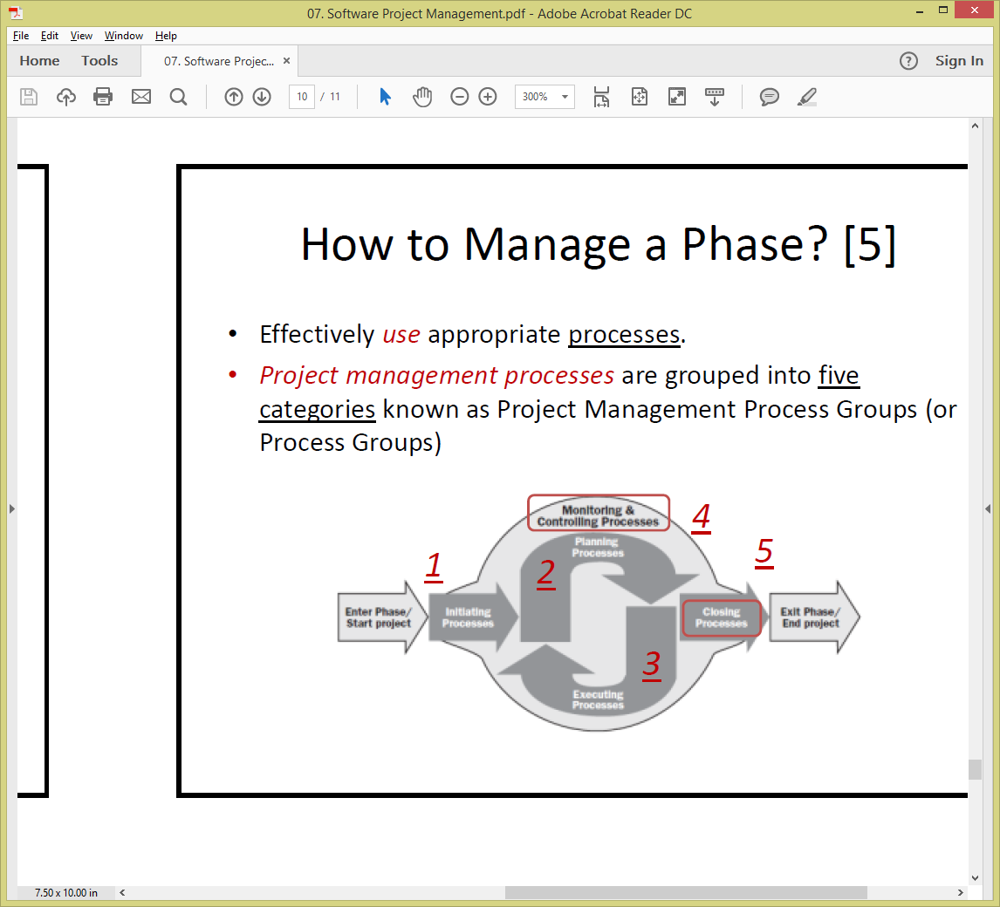 07. Software Project Management.pdf - Adobe Acrobat Reader DC
File Edit View Window Help
Home Tools 07. Software Projec... × ? Sign In
10 / 11 300%
How to Manage a Phase? [5]
• Effectively use appropriate processes.
• Project management processes are grouped into five
categories known as Project Management Process Groups (or
Process Groups)
Monitoring &
Controlling Processes
4
Planning
Processes
5
1
2
Enter Phase/
Start project
Initiating
Processes
Closing
Processes
Exit Phase/
End project
3
Executing
Processes
7.50 x 10.00 in